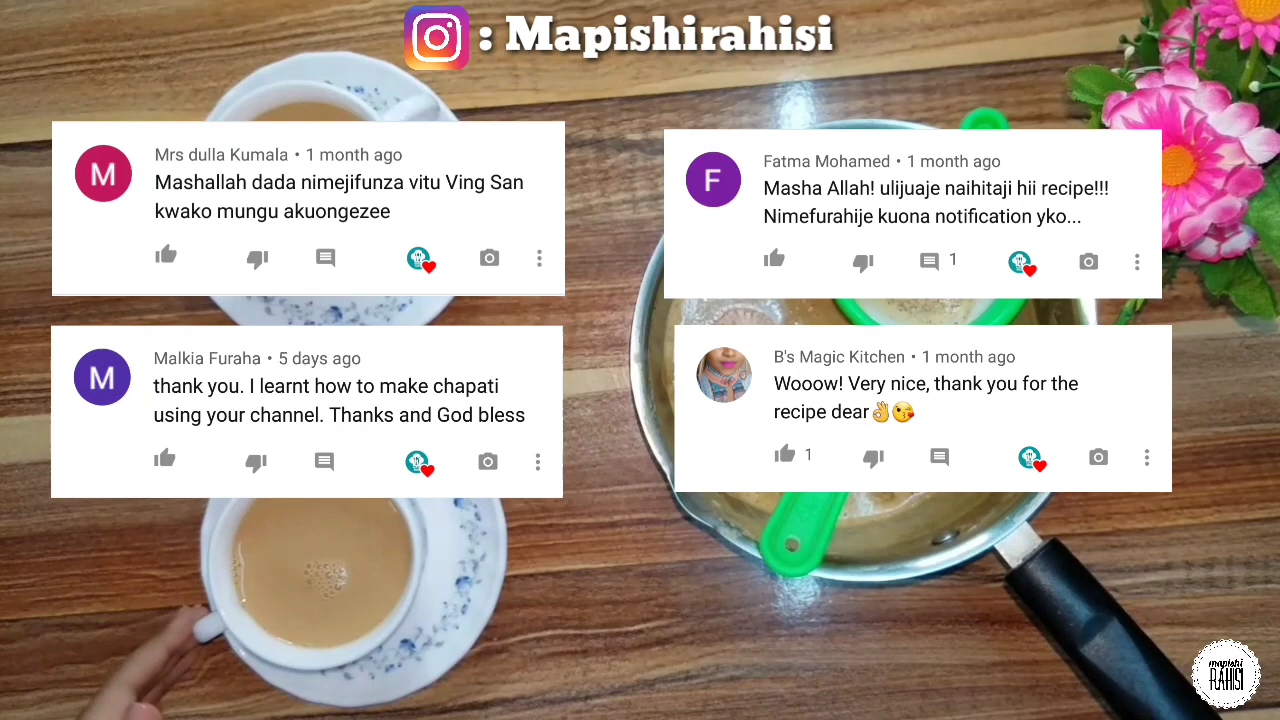 : Mapishirahisi
Mrs dulla Kumala • 1 month ago
Mashallah dada nimejifunza vitu Ving San
kwako mungu akuongezee
M
Fatma Mohamed • 1 month ago
Masha Allah! ulijuaje naihitaji hii recipe!!!
Nimefurahije kuona notification yko...
F
1
Malkia Furaha • 5 days ago
thank you. I learnt how to make chapati
using your channel. Thanks and God bless
M
B's Magic Kitchen • 1 month ago
Wooow! Very nice, thank you for the
recipe dear👌😘
1
mapishi
RAHISI